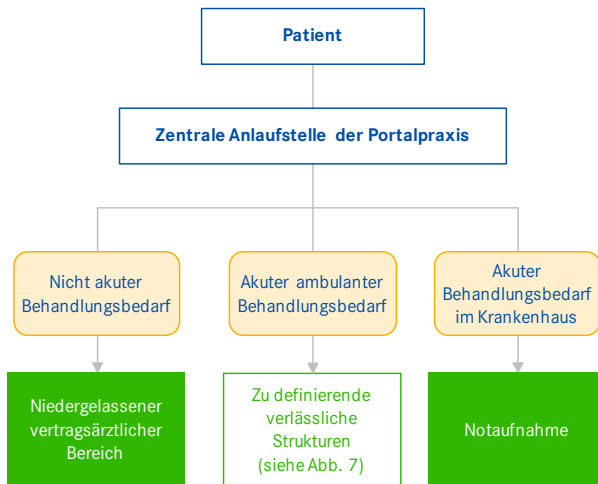 Patient
Zentrale Anlaufstelle der Portalpraxis
Nicht akuter
Behandlungsbedarf
Akuter ambulanter
Behandlungsbedarf
Akuter
Behandlungsbedarf
im Krankenhaus
Niedergelassener
vertragsärztlicher
Bereich
Zu definierende
verlässliche
Strukturen
(siehe Abb. 7)
Notaufnahme